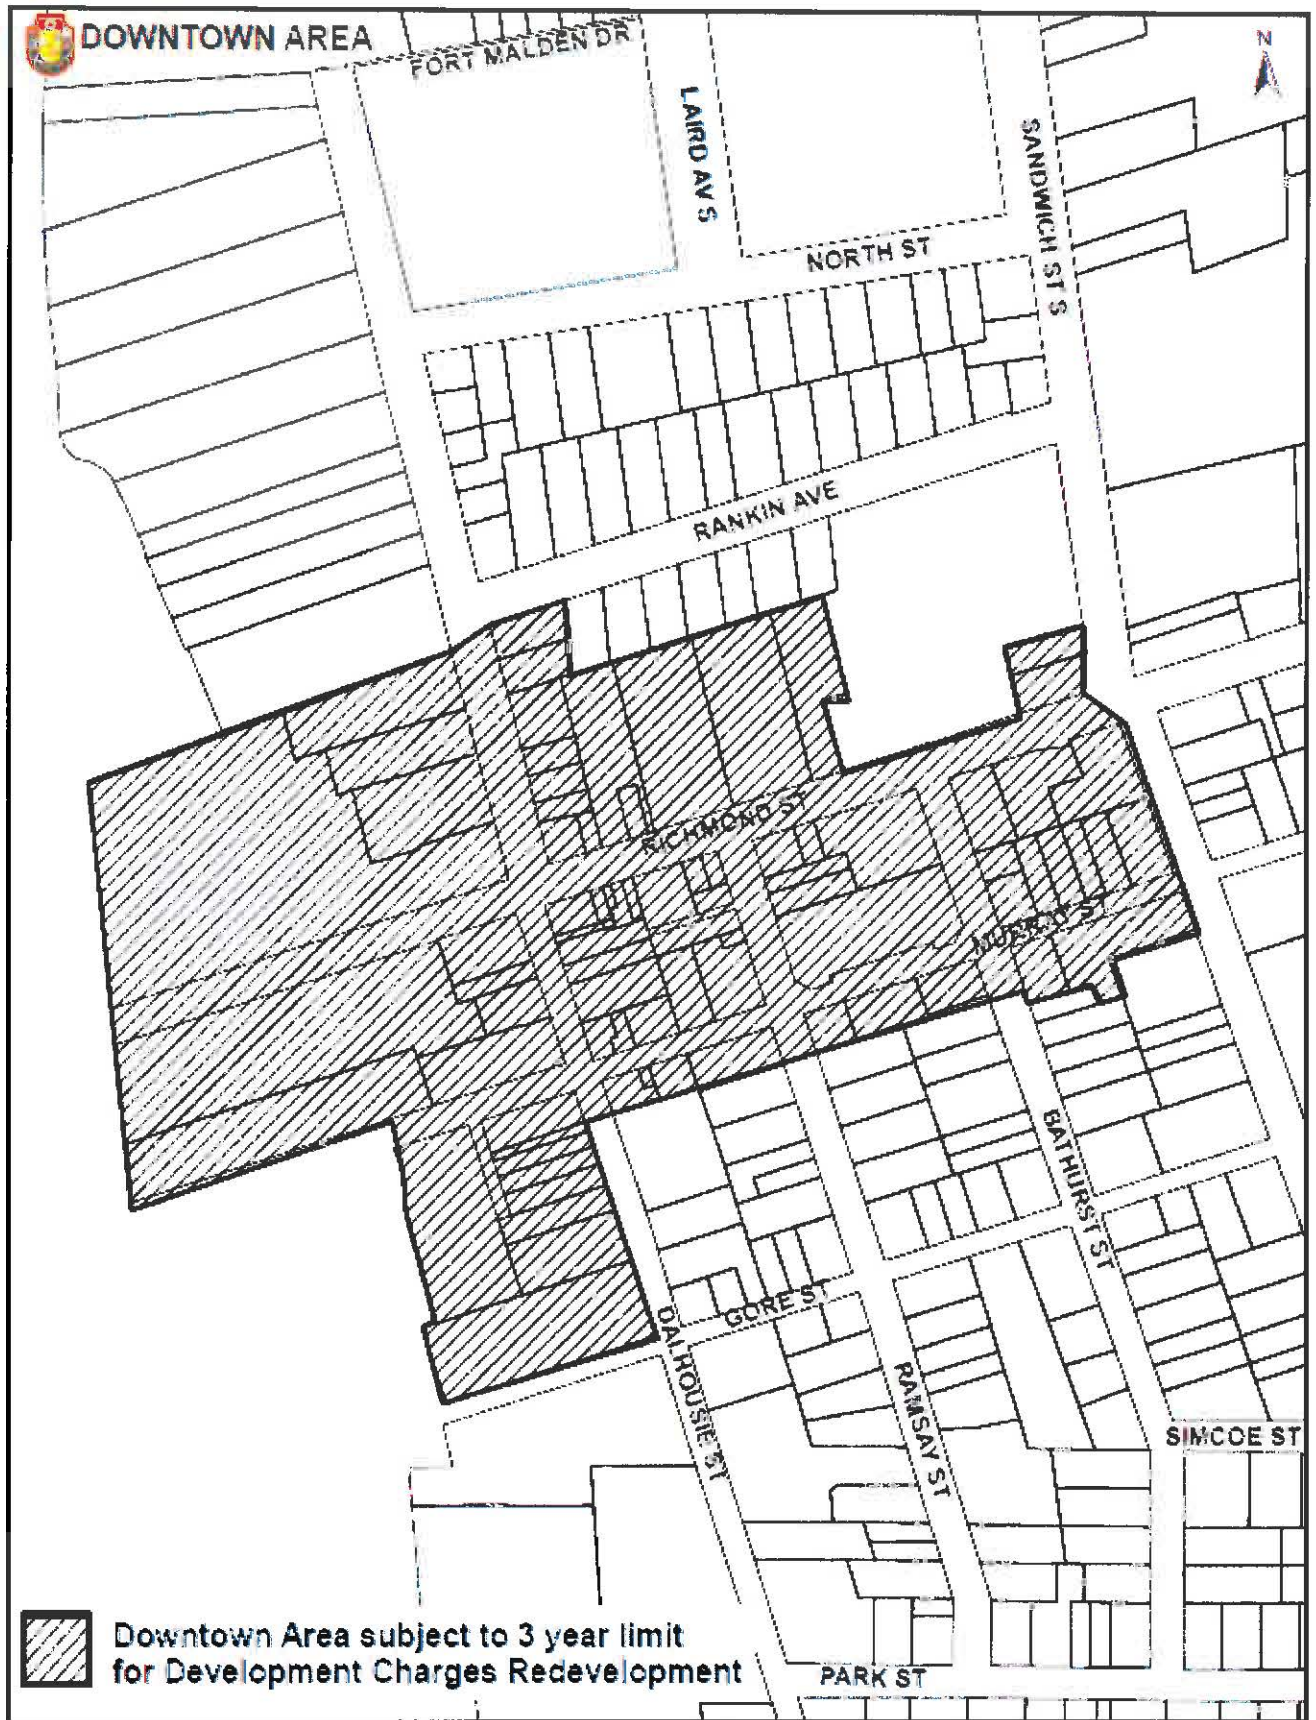 DOWNTOWN AREA
N
FORT MALDEN DR
LAIRD AV S
SANDWICH ST S
NORTH ST
RANKIN AVE
RICHMOND ST
MURRAY ST
BATHURST ST
GORE ST
DALHOUSIE ST
RAMSAY ST
SIMCOE ST
Downtown Area subject to 3 year limit
for Development Charges Redevelopment
PARK ST